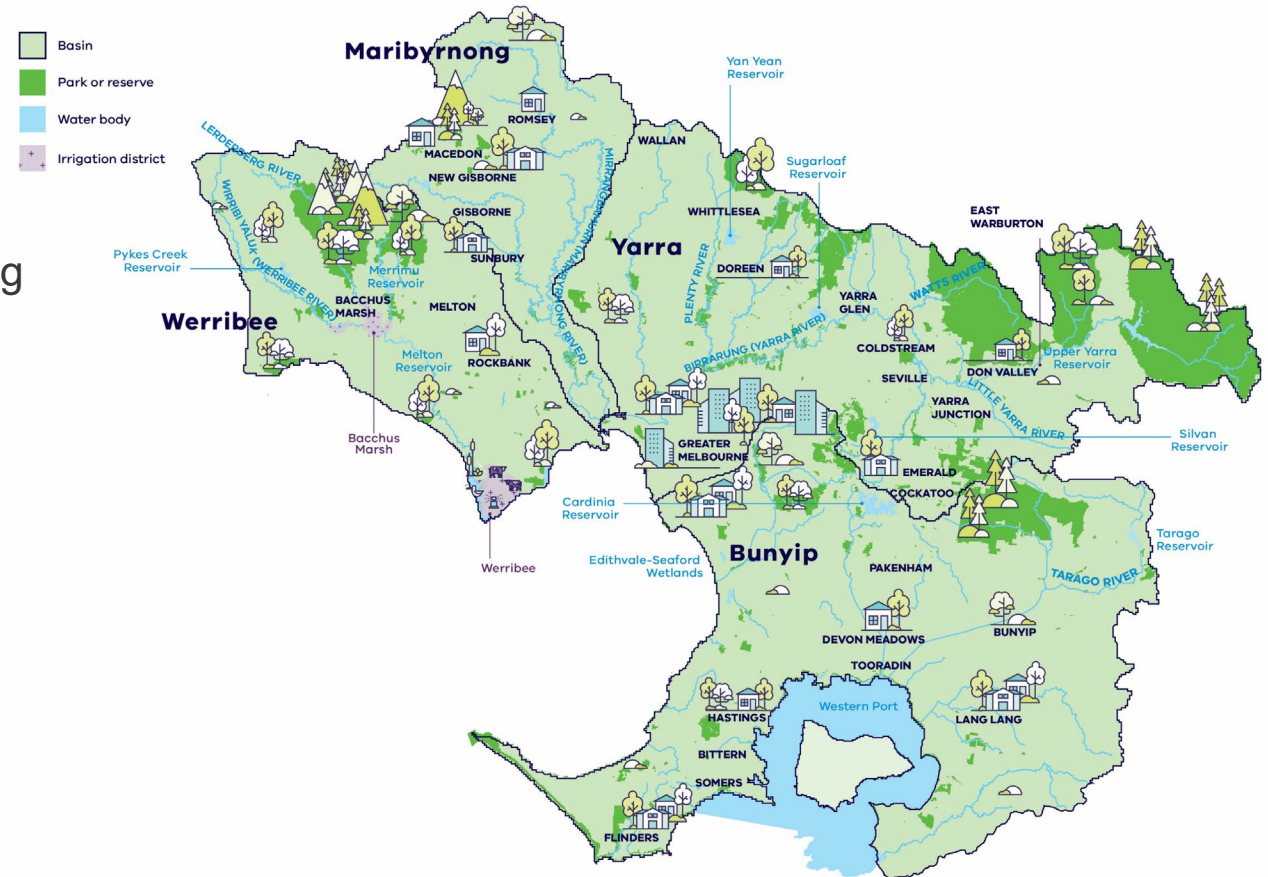 g
Basin
Park or reserve
Water body
Irrigation district
Maribyrnong
ROMSEY
MACEDON
NEW GISBORNE
GISBORNE
SUNBURY
LERDERBERG RIVER
WIRRIBI YALUK (WERRIBEE RIVER)
Pykes Creek
Reservoir
Merrimu
Reservoir
BACCHUS
MARSH
MELTON
Werribee
Melton
Reservoir
ROCKBANK
Bacchus
Marsh
Werribee
WALLAN
Yan Yean
Reservoir
Sugarloaf
Reservoir
WHITTLESEA
Yarra
DOREEN
PLENTY RIVER
YARRA
GLEN
BIRRARUNG (YARRA RIVER)
COLDSTREAM
WATTS RIVER
EAST
WARBURTON
SEVILLE
DON VALLEY
Upper Yarra
Reservoir
YARRA
JUNCTION
LITTLE YARRA RIVER
Silvan
Reservoir
GREATER
MELBOURNE
EMERALD
COCKATOO
Cardinia
Reservoir
Edithvale-Seaford
Wetlands
Bunyip
PAKENHAM
Tarago
Reservoir
TARAGO RIVER
DEVON MEADOWS
BUNYIP
TOORADIN
HASTINGS
Western Port
LANG LANG
BITTERN
SOMERS
FLINDERS